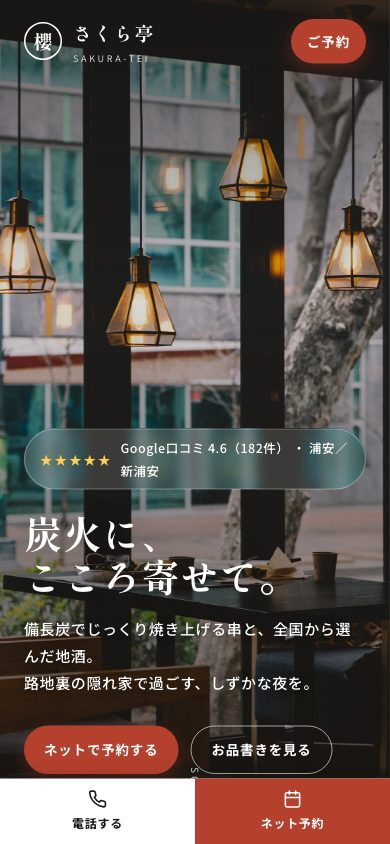 櫻
さくら亭
SAKURA-TEI
ご予約
★★★★★
Google口コミ 4.6（182件） ・ 浦安／
新浦安
炭火に、
こころ寄せて。
備長炭でじっくり焼き上げる串と、全国から選
んだ地酒。
路地裏の隠れ家で過ごす、しずかな夜を。
ネットで予約する
お品書きを見る
電話する
ネット予約